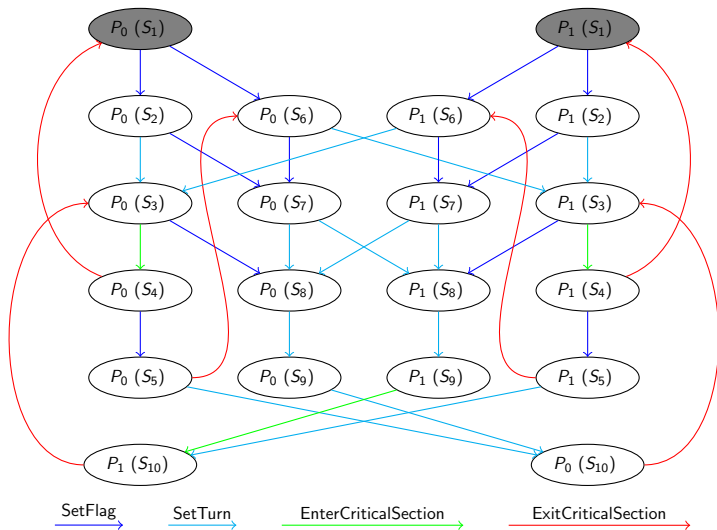 P0 (S1) P1 (S1)
P0 (S2) P0 (S6) P1 (S6) P1 (S2)
P0 (S3) P0 (S7) P1 (S7) P1 (S3)
P0 (S4) P0 (S8) P1 (S8) P1 (S4)
P0 (S5) P0 (S9) P1 (S9) P1 (S5)
P1 (S10) P0 (S10)
SetFlag SetTurn EnterCriticalSection ExitCriticalSection